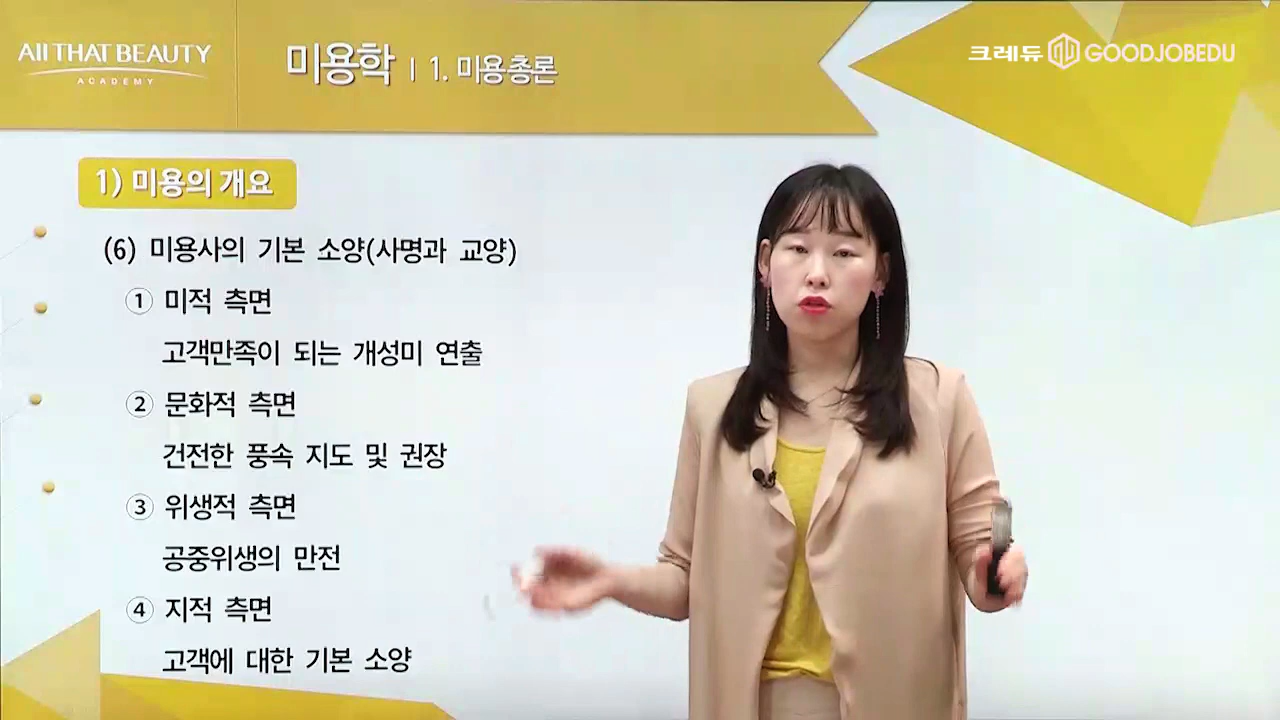 All THAT BEAUTY
ACADEMY
미용학 | 1. 미용총론
크레듀 GOODJOBEDU
1) 미용의 개요
(6) 미용사의 기본 소양(사명과 교양)
① 미적 측면
고객만족이 되는 개성미 연출
② 문화적 측면
건전한 풍속 지도 및 권장
③ 위생적 측면
공중위생의 만전
④ 지적 측면
고객에 대한 기본 소양